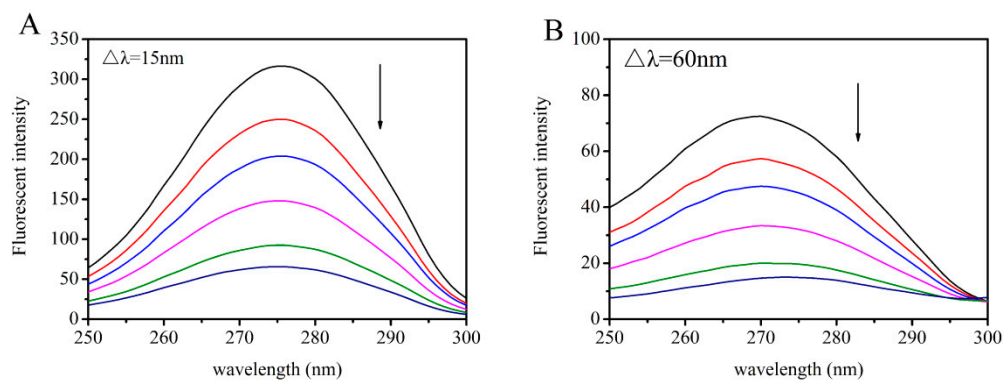 A
△λ=15nm
Fluorescent intensity
350
300
250
200
150
100
50
0
250 260 270 280 290 300
wavelength (nm)
B
△λ=60nm
Fluorescent intensity
100
80
60
40
20
0
250 260 270 280 290 300
wavelength (nm)